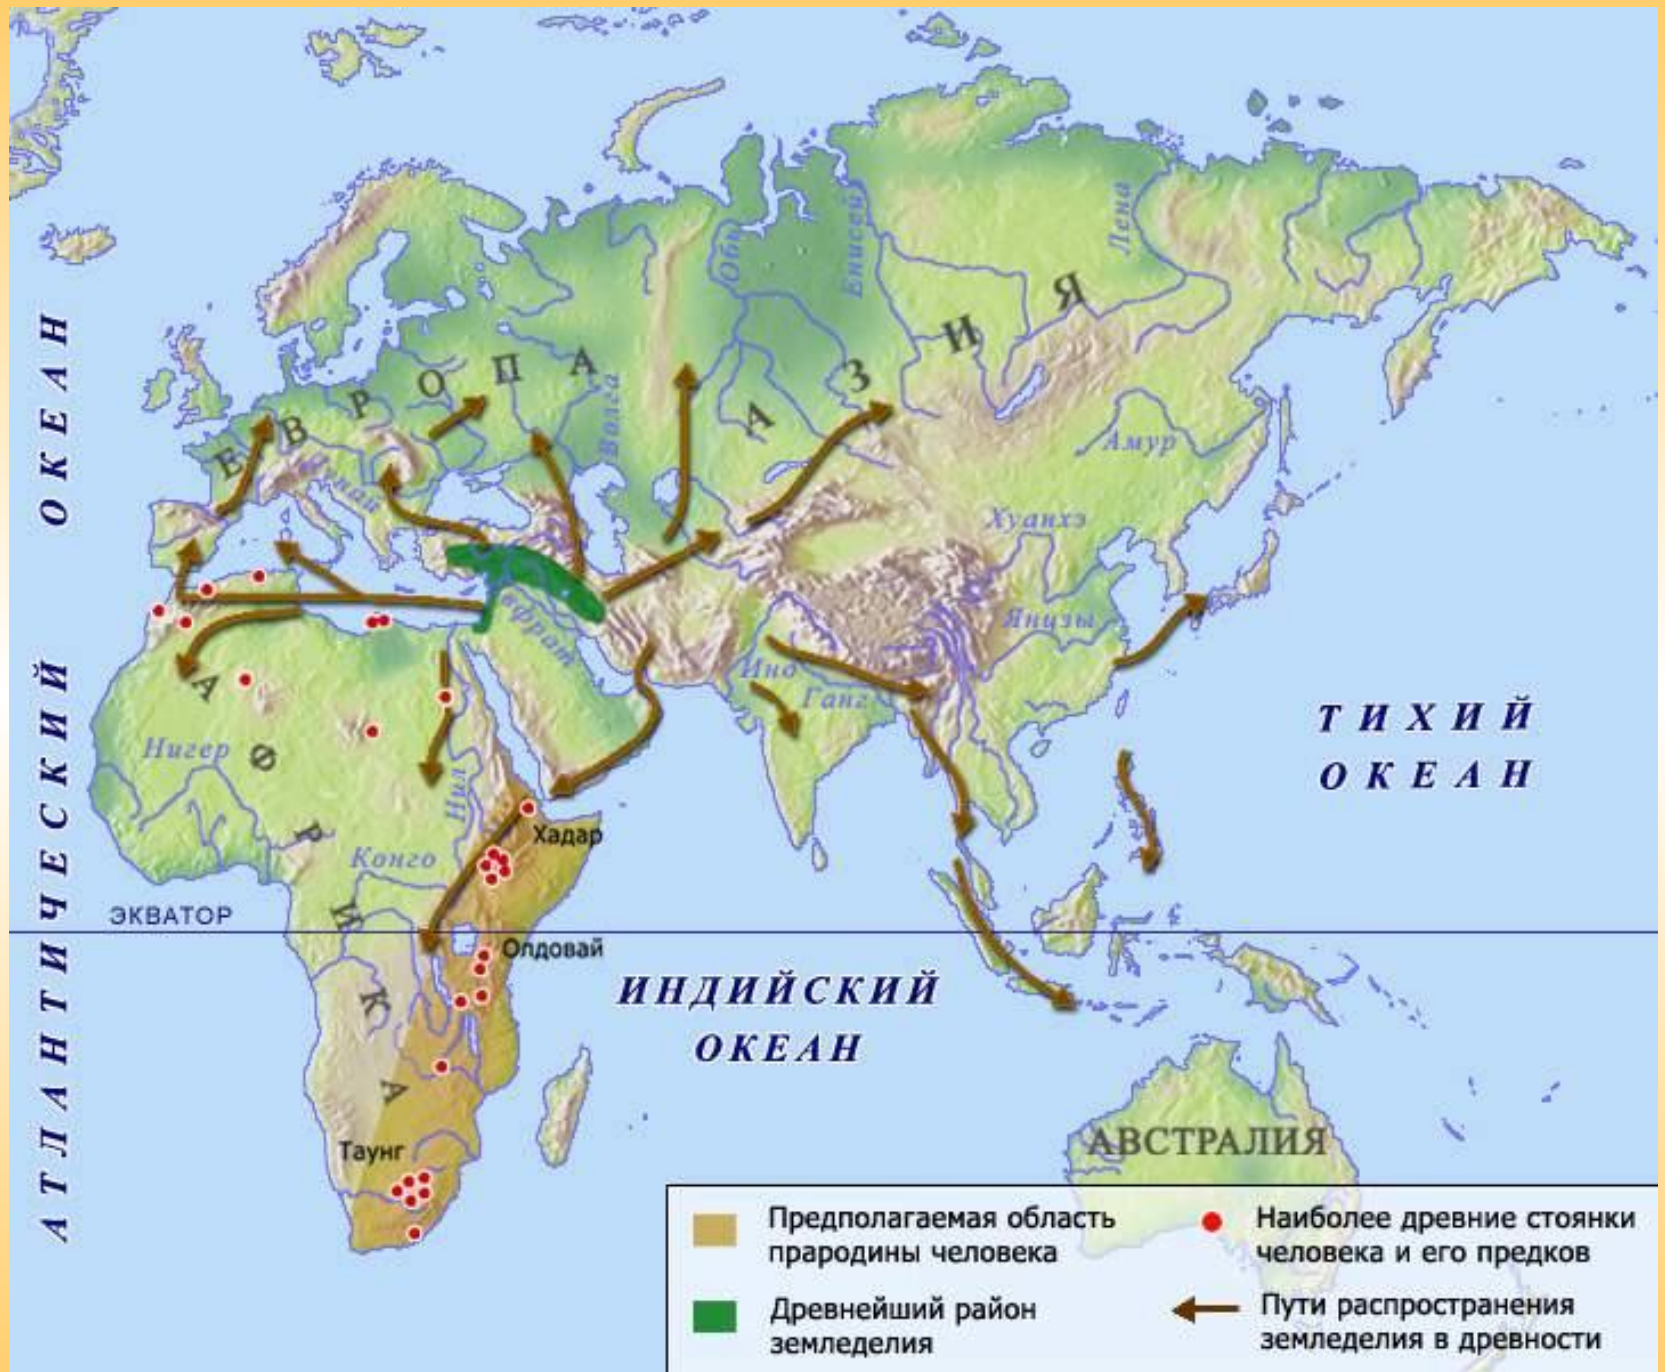 АТЛАНТИЧЕСКИЙ ОКЕАН
ЕВРОПА
АЗИЯ
Обь
Енисей
Лена
Волга
Дунай
Амур
Хуанхэ
Янцзы
Евфрат
Инд
Ганг
ТИХИЙ
ОКЕАН
АФРИКА
Нигер
Нил
Конго
Хадар
ЭКВАТОР
Олдовай
ИНДИЙСКИЙ
ОКЕАН
Таунг
АВСТРАЛИЯ
Предполагаемая область
прародины человека
Древнейший район
земледелия
Наиболее древние стоянки
человека и его предков
Пути распространения
земледелия в древности